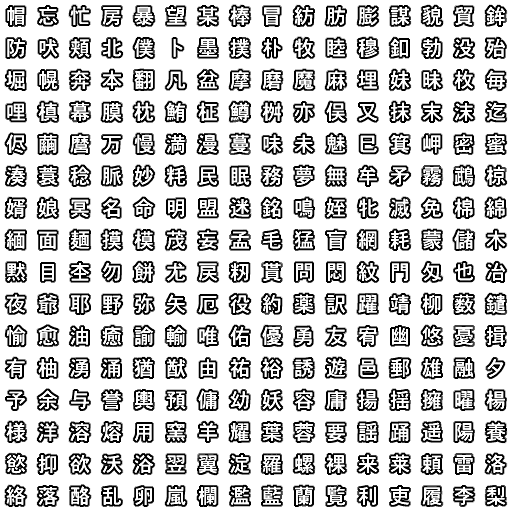 帽忘忙房暴望某棒冒紡肪膨謀貌貿鉾
防吠頬北僕卜墨撲朴牧睦穆釦勃没殆
堀幌奔本翻凡盆摩磨魔麻埋妹昧枚毎
哩槙幕膜枕鮪柾鱒桝亦俣又抹末沫迄
侭繭麿万慢満漫蔓味未魅巳箕岬密蜜
湊蓑稔脈妙粍民眠務夢無牟矛霧鵡椋
婿娘冥名命明盟迷銘鳴姪牝滅免棉綿
緬面麺摸模茂妄孟毛猛盲網耗蒙儲木
黙目杢勿餅尤戻籾貰問悶紋門匁也冶
夜爺耶野弥矢厄役約薬訳躍靖柳薮鑓
愉愈油癒諭輸唯佑優勇友宥幽悠憂揖
有柚湧涌猶猷由祐裕誘遊邑郵雄融夕
予余与誉輿預傭幼妖容庸揚揺擁曜楊
様洋溶熔用窯羊耀葉蓉要謡踊遥陽養
慾抑欲沃浴翌翼淀羅螺裸来莱頼雷洛
絡落酪乱卵嵐欄濫藍蘭覧利吏履李梨